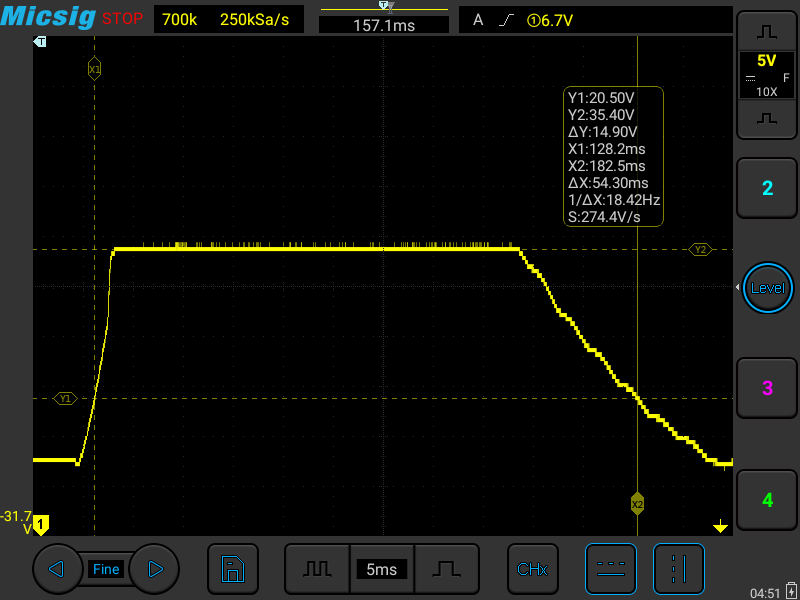 Micsig STOP 700k 250kSa/s T 157.1ms A ①6.7V
T
X1
5V
F
10X
Y1:20.50V
Y2:35.40V
ΔY:14.90V
X1:128.2ms
X2:182.5ms
ΔX:54.30ms
1/ΔX:18.42Hz
S:274.4V/s
2
Y2
Level
Y1
3
X2
4
-31.7
V
1
Fine
5ms
CHx
04:51